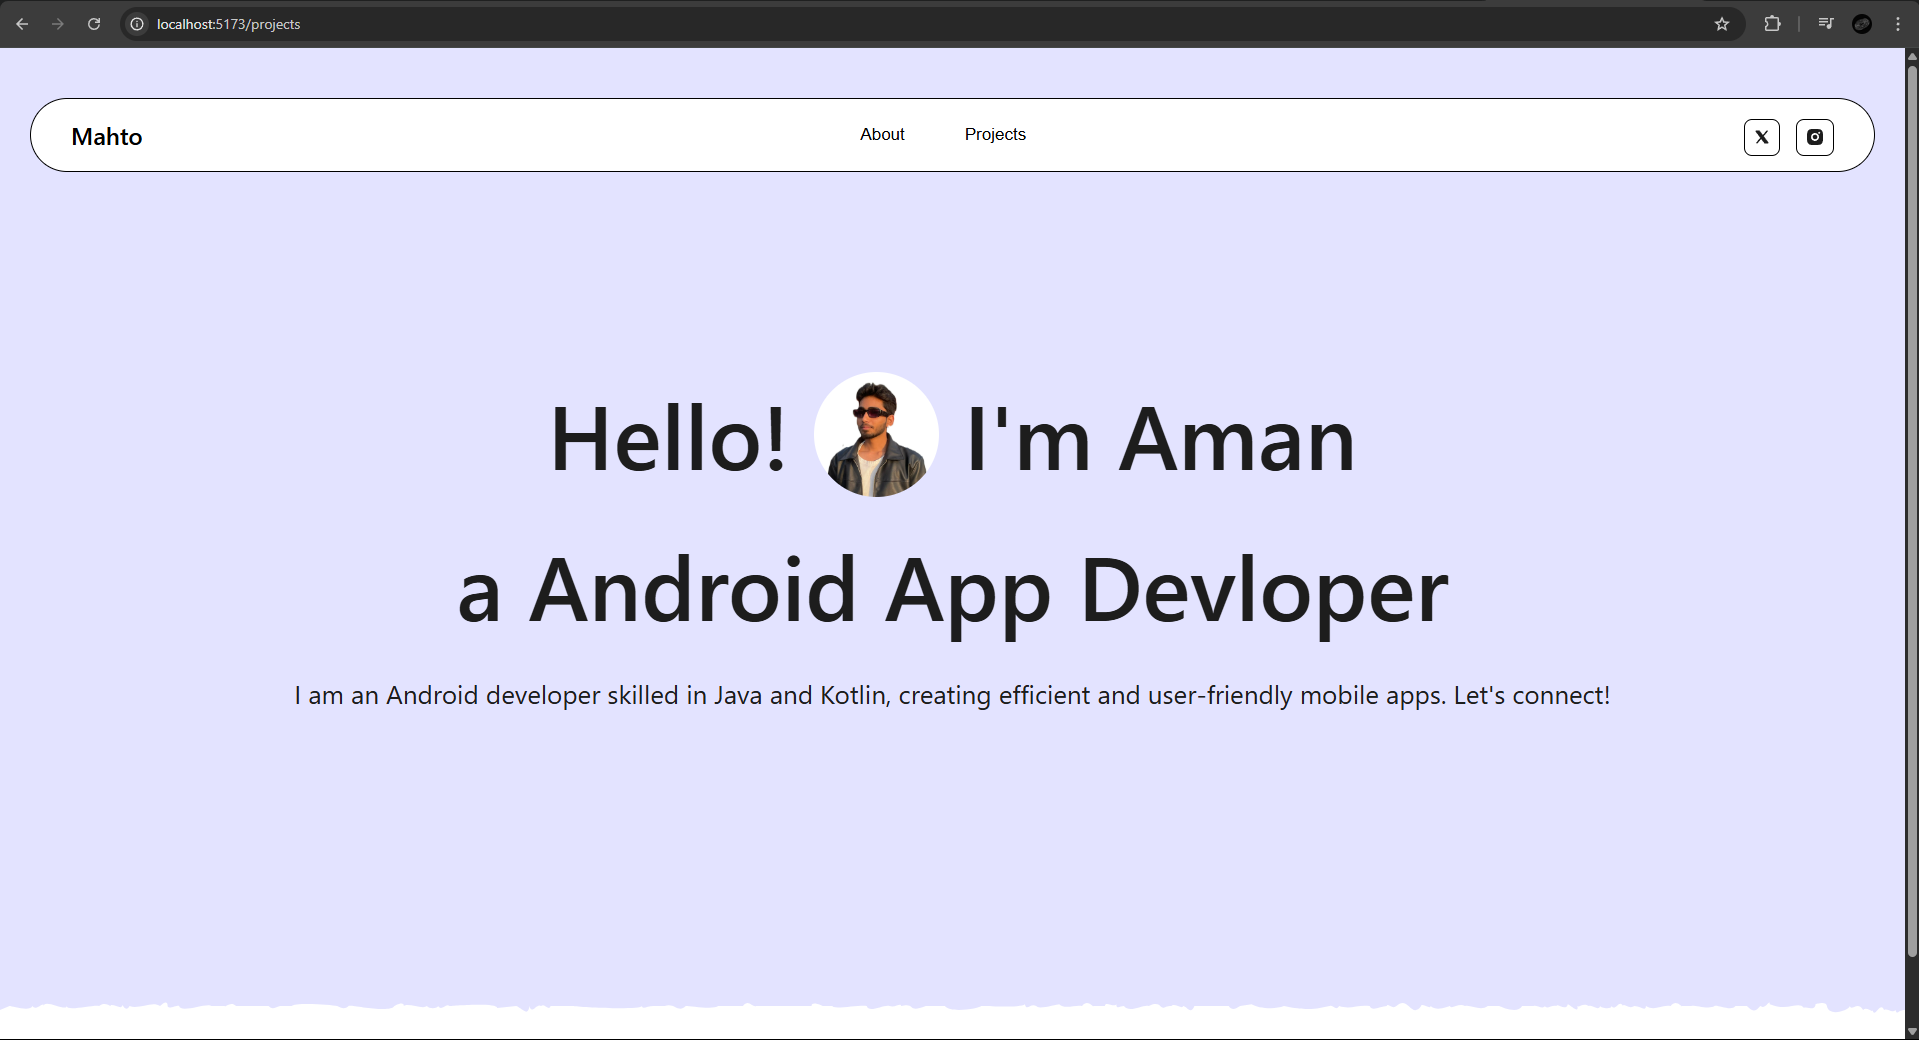 localhost:5173/projects
Mahto
About
Projects
Hello! I'm Aman
a Android App Devloper
I am an Android developer skilled in Java and Kotlin, creating efficient and user-friendly mobile apps. Let's connect!